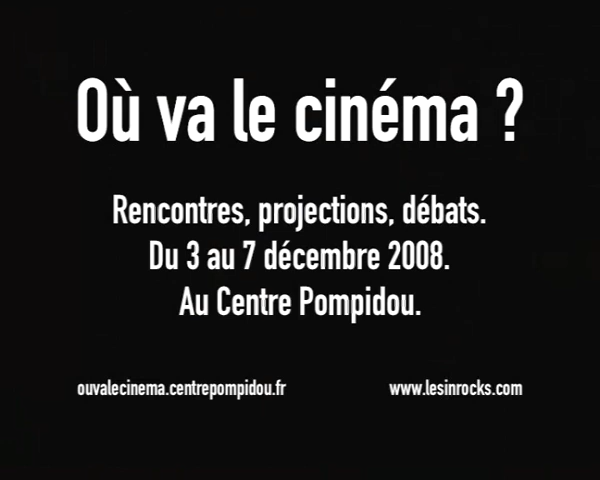 Où va le cinéma ?
Rencontres, projections, débats.
Du 3 au 7 décembre 2008.
Au Centre Pompidou.
ouvalecinema.centrepompidou.fr www.lesinrocks.com